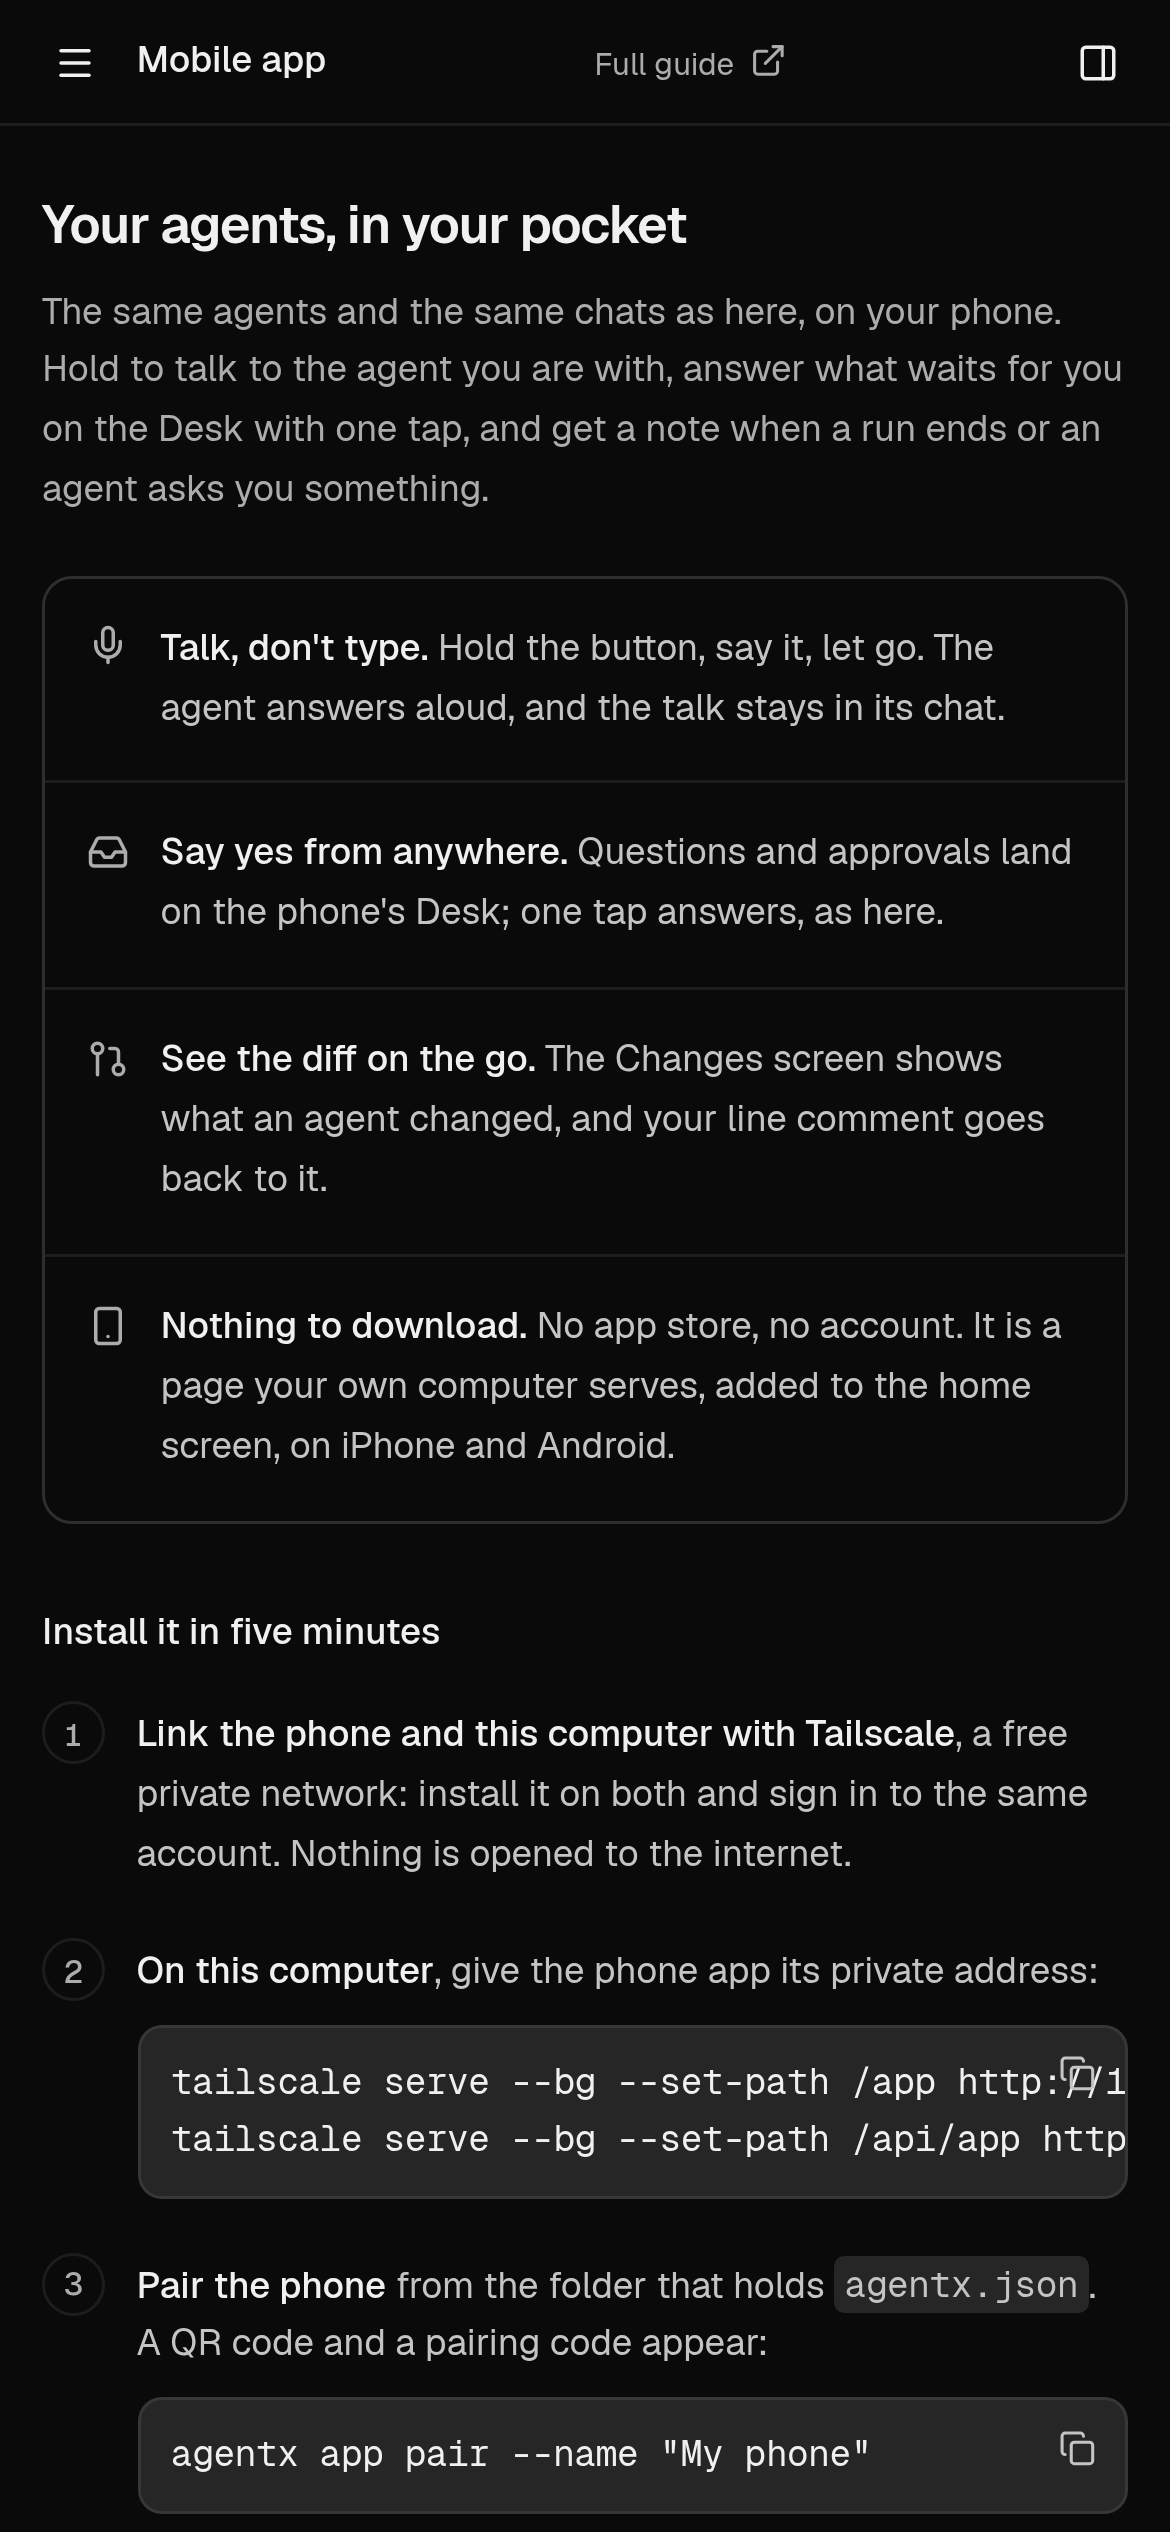 Mobile app
Full guide
Your agents, in your pocket
The same agents and the same chats as here, on your phone.
Hold to talk to the agent you are with, answer what waits for you
on the Desk with one tap, and get a note when a run ends or an
agent asks you something.
Talk, don't type. Hold the button, say it, let go. The
agent answers aloud, and the talk stays in its chat.
Say yes from anywhere. Questions and approvals land
on the phone's Desk; one tap answers, as here.
See the diff on the go. The Changes screen shows
what an agent changed, and your line comment goes
back to it.
Nothing to download. No app store, no account. It is a
page your own computer serves, added to the home
screen, on iPhone and Android.
Install it in five minutes
1
Link the phone and this computer with Tailscale, a free
private network: install it on both and sign in to the same
account. Nothing is opened to the internet.
2
On this computer, give the phone app its private address:
tailscale serve --bg --set-path /app http://1
tailscale serve --bg --set-path /api/app http
3
Pair the phone from the folder that holds agentx.json.
A QR code and a pairing code appear:
agentx app pair --name "My phone"